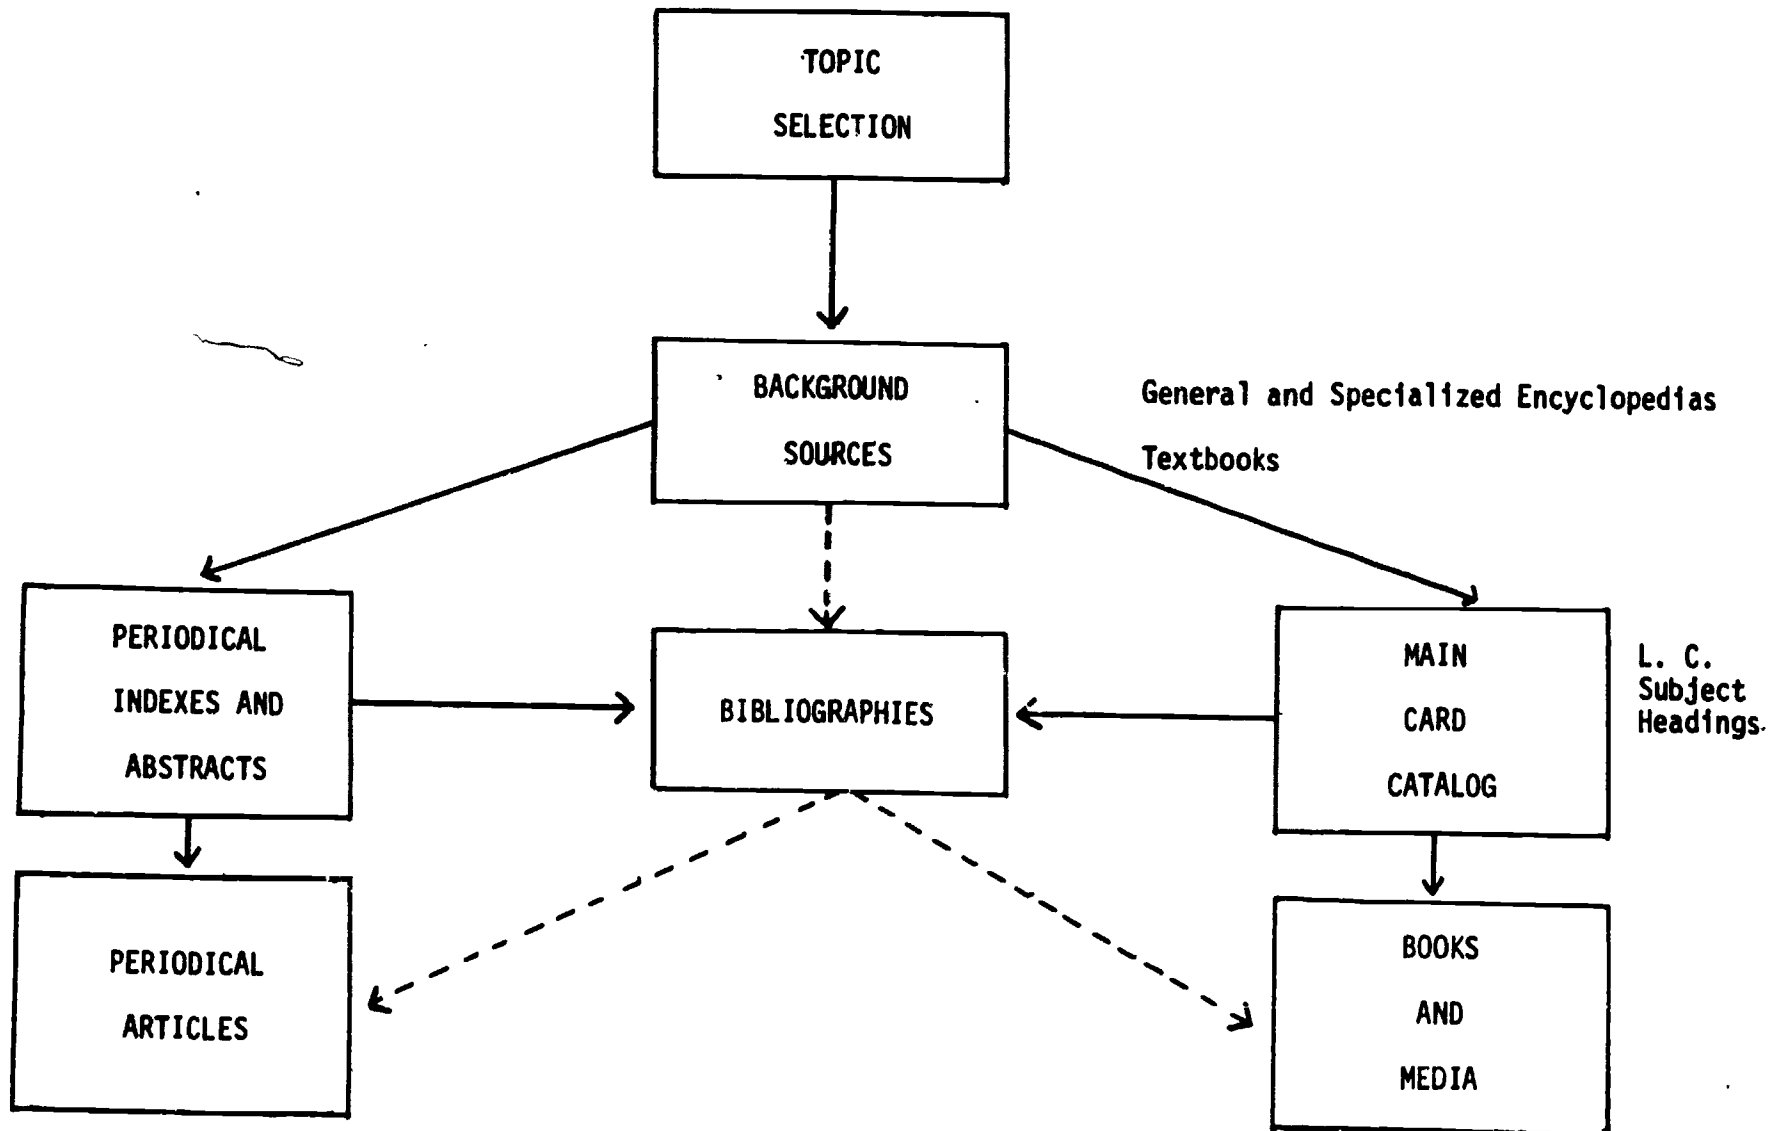 TOPIC
SELECTION
BACKGROUND
SOURCES
General and Specialized Encyclopedias
Textbooks
PERIODICAL
INDEXES AND
ABSTRACTS
BIBLIOGRAPHIES
MAIN
CARD
CATALOG
L. C.
Subject
Headings.
PERIODICAL
ARTICLES
BOOKS
AND
MEDIA